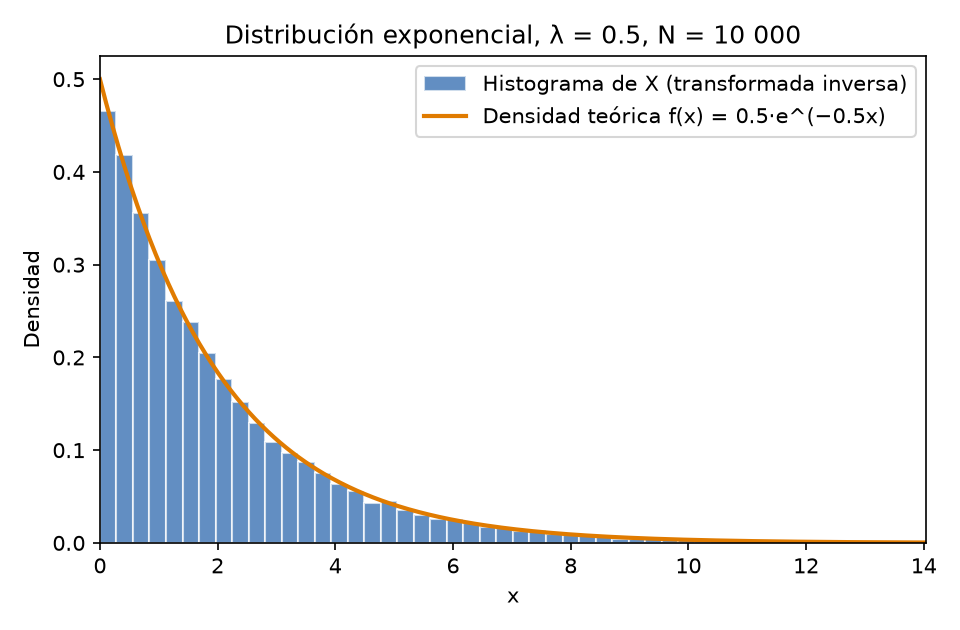 Distribución exponencial, λ = 0.5, N = 10 000
Histograma de X (transformada inversa)
Densidad teórica f(x) = 0.5·e^(−0.5x)
Densidad
0.5
0.4
0.3
0.2
0.1
0.0
0 2 4 6 8 10 12 14
x